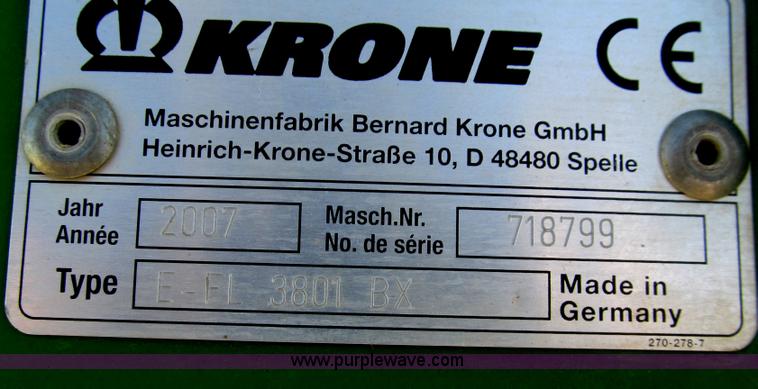 KRONE CE
Maschinenfabrik Bernard Krone GmbH
Heinrich-Krone-Straße 10, D 48480 Spelle
Jahr 2007 Masch.Nr. 718799
Année No. de série
Type E-FL 3801 BX Made in
Germany
270-278-7
www.purplewave.com